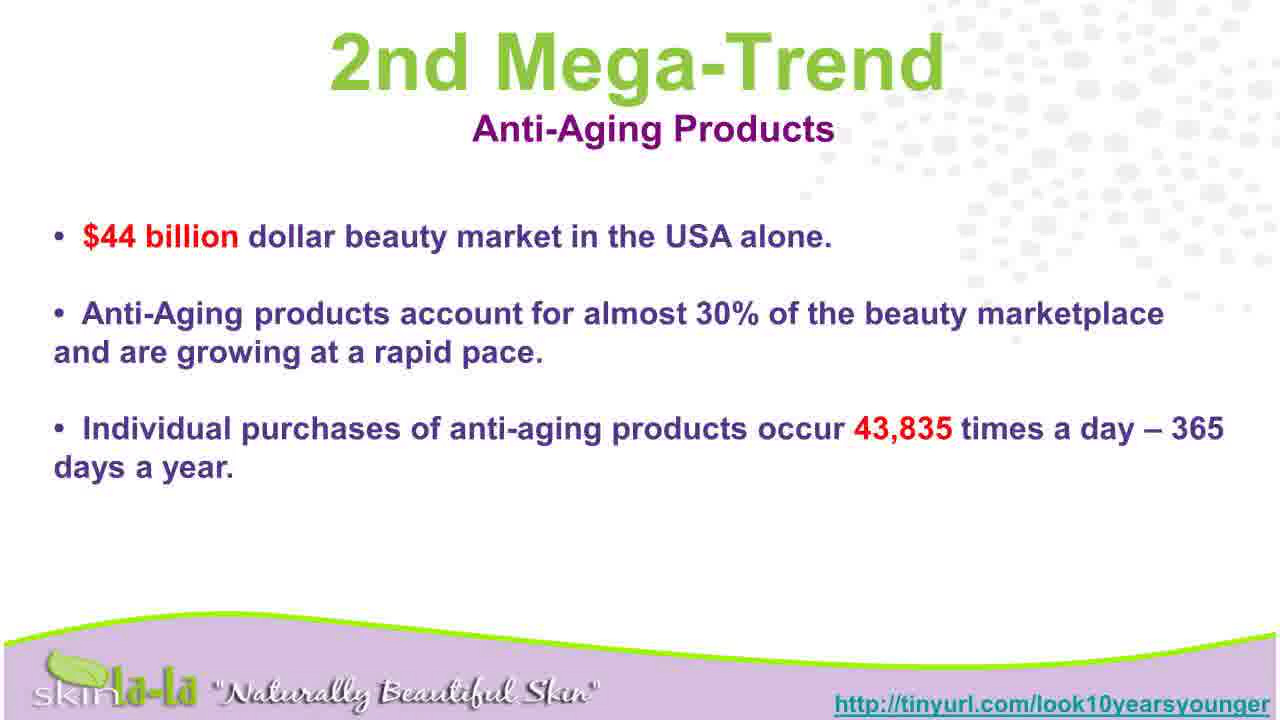 2nd Mega-Trend
Anti-Aging Products
• $44 billion dollar beauty market in the USA alone.
• Anti-Aging products account for almost 30% of the beauty marketplace
and are growing at a rapid pace.
• Individual purchases of anti-aging products occur 43,835 times a day – 365
days a year.
skin la-la "Naturally Beautiful Skin"
http://tinyurl.com/look10yearsyounger